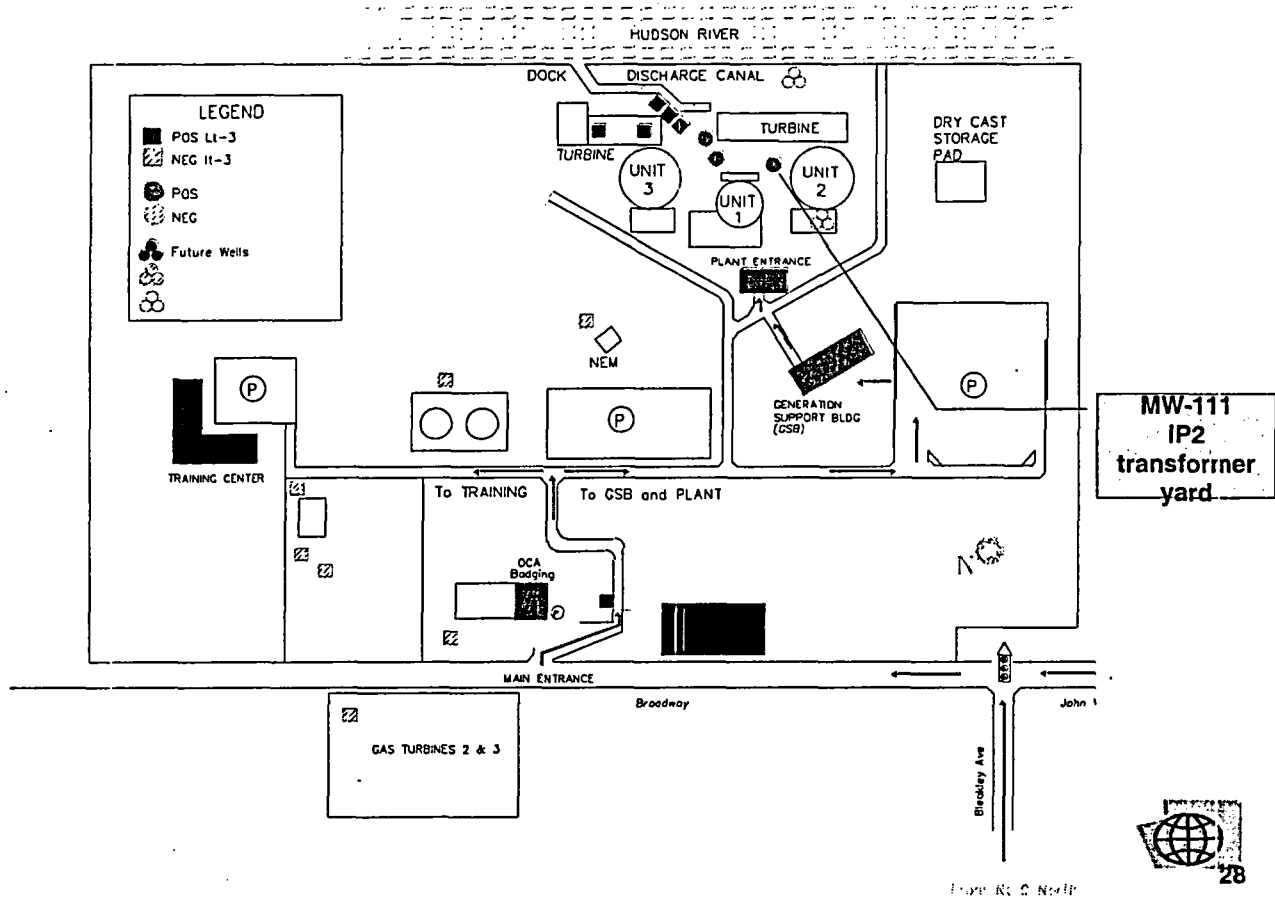 HUDSON RIVER
DOCK
DISCHARGE CANAL
LEGEND
POS Lt-3
NEG lt-3
POS
NEG
Future Wells
TURBINE
TURBINE
UNIT
3
UNIT
1
UNIT
2
DRY CAST
STORAGE
PAD
PLANT ENTRANCE
NEM
P
P
P
GENERATION
SUPPORT BLDG
(GSB)
MW-111
IP2
transformer
yard
TRAINING CENTER
To TRAINING
To GSB and PLANT
OCA
Badging
N
MAIN ENTRANCE
Broadway
John
GAS TURBINES 2 & 3
Bleakley Ave
28